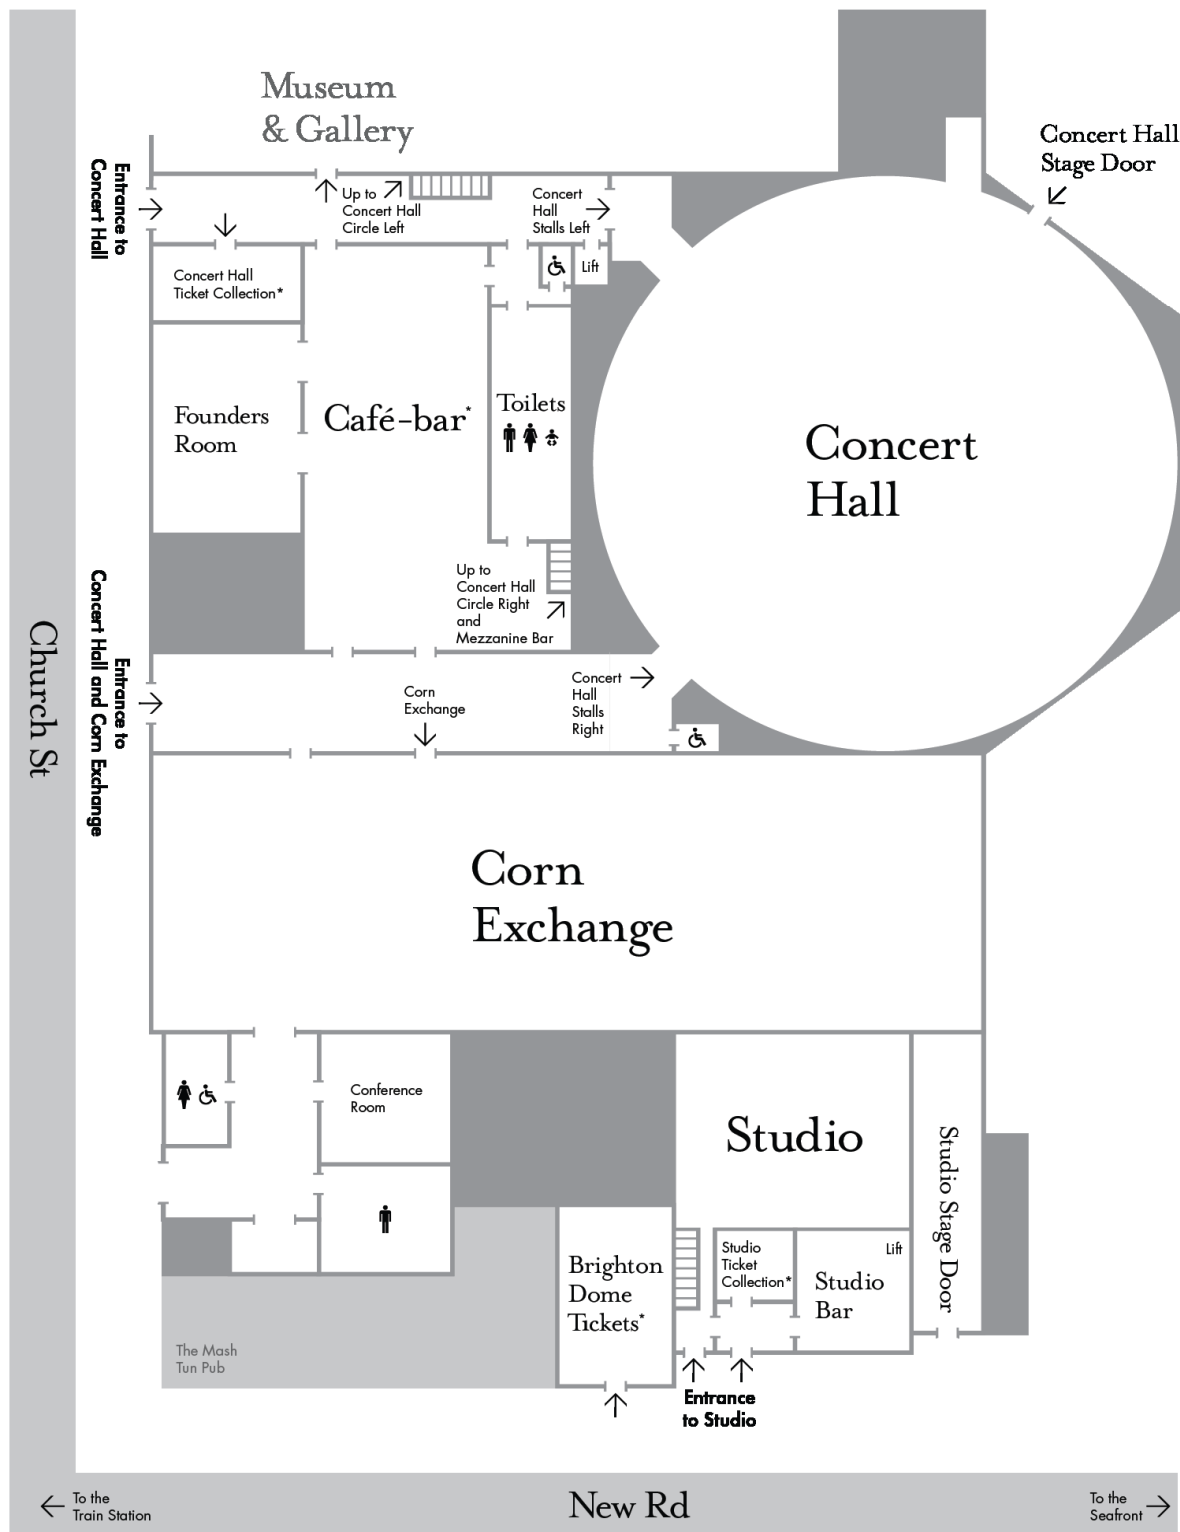 Museum
& Gallery
Concert Hall
Stage Door
Entrance to
Concert Hall
Up to
Concert Hall
Circle Left
Concert
Hall
Stalls Left
Concert Hall
Ticket Collection*
Lift
Founders
Room
Café-bar*
Toilets
Concert
Hall
Up to
Concert Hall
Circle Right
and
Mezzanine Bar
Church St
Entrance to
Concert Hall and Corn Exchange
Corn
Exchange
Concert
Hall
Stalls
Right
Corn
Exchange
Conference
Room
Studio
Studio Stage Door
Brighton
Dome
Tickets*
Studio
Ticket
Collection*
Lift
Studio
Bar
The Mash
Tun Pub
Entrance
to Studio
To the
Train Station
New Rd
To the
Seafront